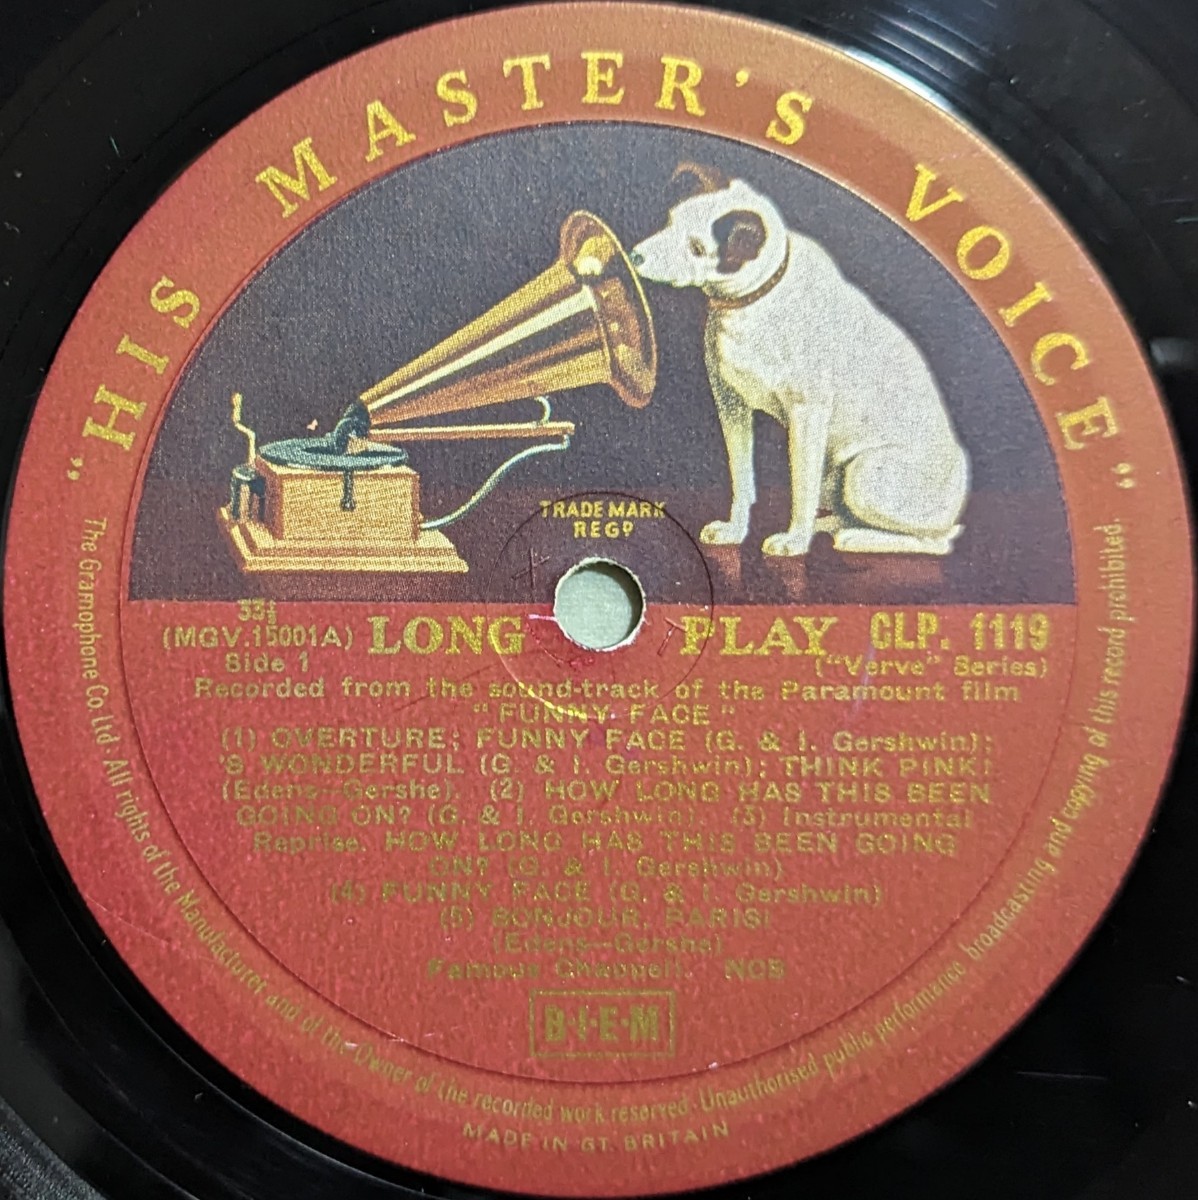 "HIS MASTER'S VOICE"
TRADE MARK
REGD
33⅓
(MGV.15001A) LONG PLAY CLP. 1119
Side 1 ("Verve" Series)
Recorded from the sound-track of the Paramount film
"FUNNY FACE"
(1) OVERTURE; FUNNY FACE (G. & I. Gershwin);
'S WONDERFUL (G. & I. Gershwin); THINK PINK!
(Edens—Gershe). (2) HOW LONG HAS THIS BEEN
GOING ON? (G. & I. Gershwin). (3) Instrumental
Reprise. HOW LONG HAS THIS BEEN GOING
ON? (G. & I. Gershwin)
(4) FUNNY FACE (G. & I. Gershwin)
(5) BONJOUR, PARIS!
(Edens—Gershe)
Famous Chappell. NCB
B·I·E·M
The Gramophone Co. Ltd. · All rights of the Manufacturer and of the Owner of the recorded work reserved · Unauthorised public performance, broadcasting and copying of this record prohibited.
MADE IN GT. BRITAIN